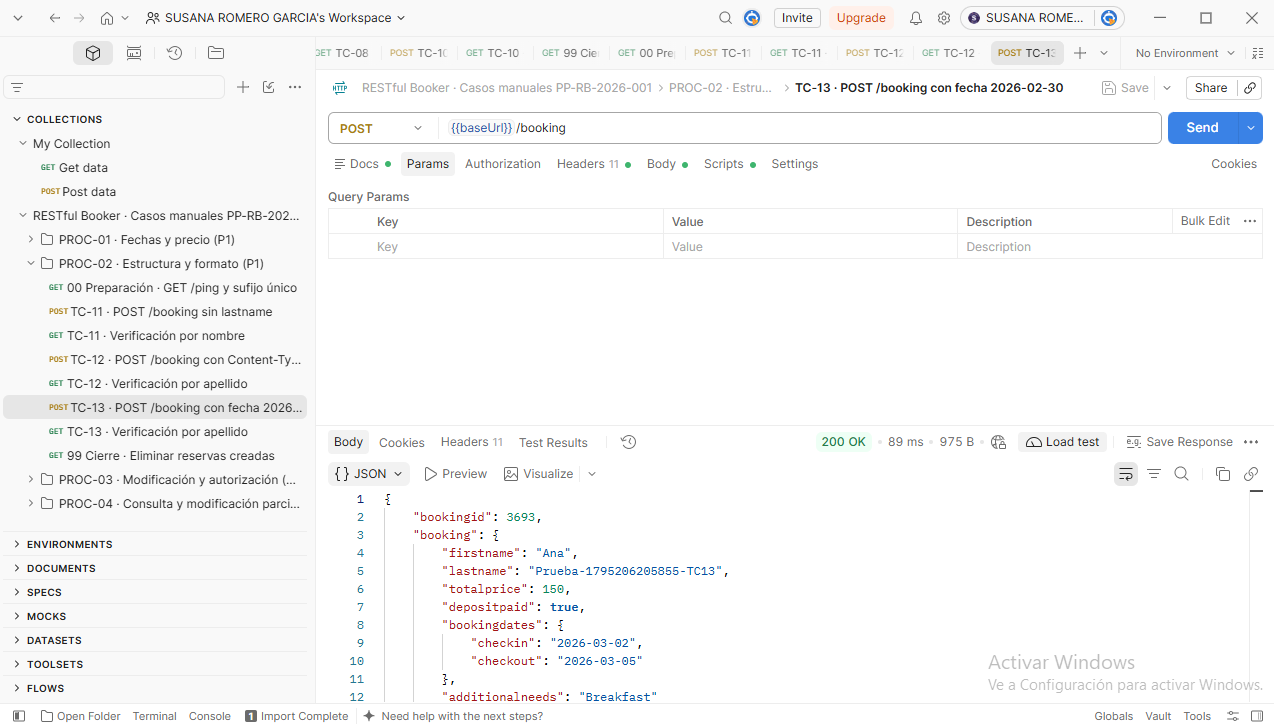 SUSANA ROMERO GARCIA's Workspace
Invite
Upgrade
SUSANA ROME...
GET TC-08
POST TC-10
GET TC-10
GET 99 Cie
GET 00 Pre
POST TC-11
GET TC-11
POST TC-12
GET TC-12
POST TC-13
No Environment
RESTful Booker · Casos manuales PP-RB-2026-001 > PROC-02 · Estru... > TC-13 · POST /booking con fecha 2026-02-30
HTTP
Save
Share
POST
{{baseUrl}} /booking
Send
Docs
Params
Authorization
Headers 11
Body
Scripts
Settings
Cookies
Query Params
Key Value Description Bulk Edit
Key Value Description
COLLECTIONS
My Collection
GET Get data
POST Post data
RESTful Booker · Casos manuales PP-RB-202...
PROC-01 · Fechas y precio (P1)
PROC-02 · Estructura y formato (P1)
GET 00 Preparación · GET /ping y sufijo único
POST TC-11 · POST /booking sin lastname
GET TC-11 · Verificación por nombre
POST TC-12 · POST /booking con Content-Ty...
GET TC-12 · Verificación por apellido
POST TC-13 · POST /booking con fecha 2026...
GET TC-13 · Verificación por apellido
GET 99 Cierre · Eliminar reservas creadas
PROC-03 · Modificación y autorización (...
PROC-04 · Consulta y modificación parci...
ENVIRONMENTS
DOCUMENTS
SPECS
MOCKS
DATASETS
TOOLSETS
FLOWS
Body
Cookies
Headers 11
Test Results
200 OK
89 ms
975 B
Load test
e.g. Save Response
{} JSON
Preview
Visualize
1 {
2 "bookingid": 3693,
3 "booking": {
4 "firstname": "Ana",
5 "lastname": "Prueba-1795206205855-TC13",
6 "totalprice": 150,
7 "depositpaid": true,
8 "bookingdates": {
9 "checkin": "2026-03-02",
10 "checkout": "2026-03-05"
11 },
12 "additionalneeds": "Breakfast"
Activar Windows
Ve a Configuración para activar Windows.
Open Folder
Terminal
Console
1 Import Complete
Need help with the next steps?
Globals
Vault
Tools